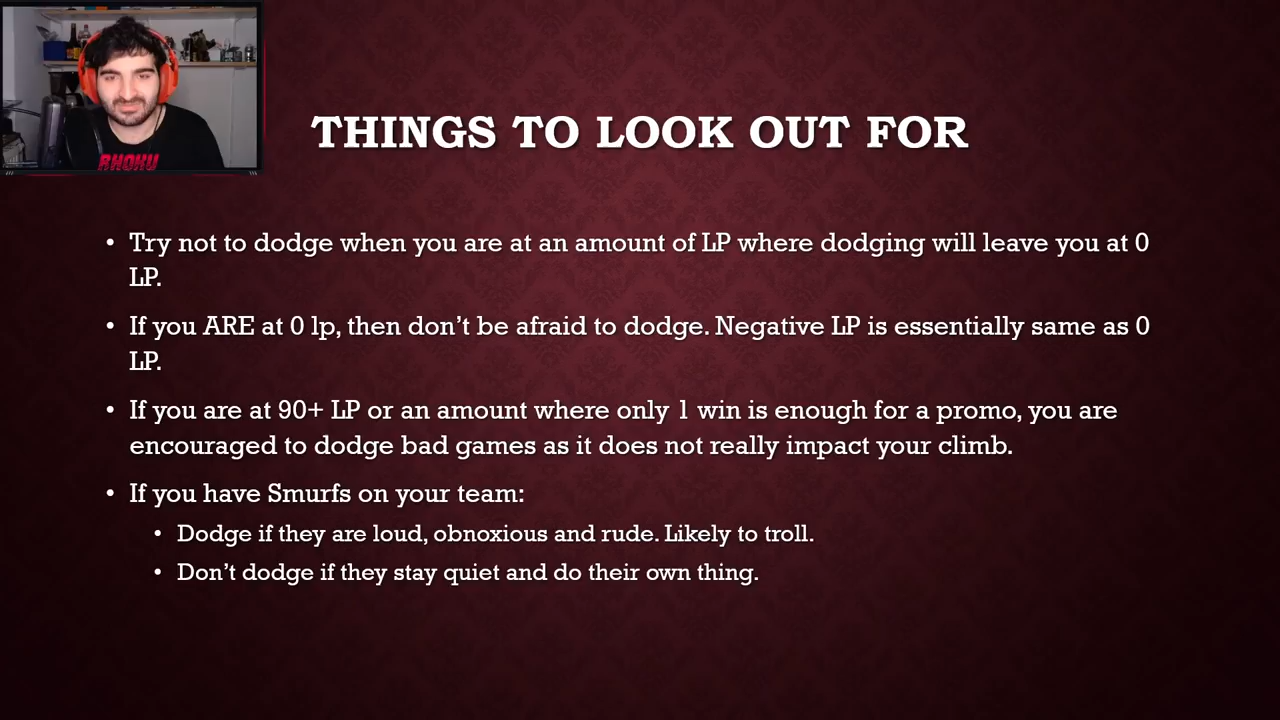 BHOKU
THINGS TO LOOK OUT FOR
• Try not to dodge when you are at an amount of LP where dodging will leave you at 0
LP.
• If you ARE at 0 lp, then don’t be afraid to dodge. Negative LP is essentially same as 0
LP.
• If you are at 90+ LP or an amount where only 1 win is enough for a promo, you are
encouraged to dodge bad games as it does not really impact your climb.
• If you have Smurfs on your team:
• Dodge if they are loud, obnoxious and rude. Likely to troll.
• Don’t dodge if they stay quiet and do their own thing.